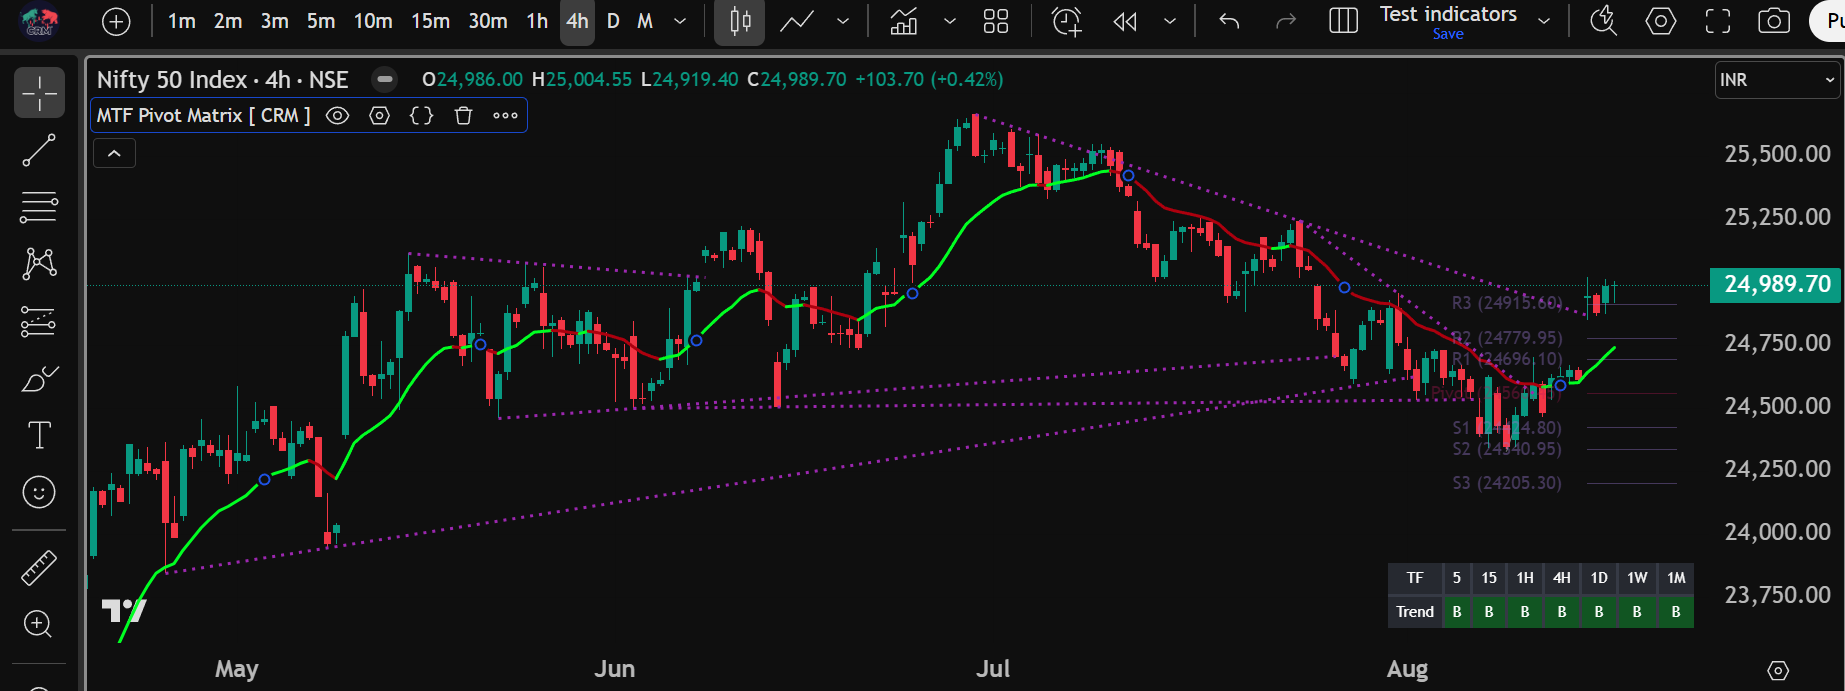 CRM
1m 2m 3m 5m 10m 15m 30m 1h 4h D M
Test indicators
Save
Pu
Nifty 50 Index · 4h · NSE
O24,986.00 H25,004.55 L24,919.40 C24,989.70 +103.70 (+0.42%)
INR
MTF Pivot Matrix [ CRM ]
25,500.00
25,250.00
24,989.70
24,750.00
24,500.00
24,250.00
24,000.00
23,750.00
R3 (24915.60)
R2 (24779.95)
R1 (24696.10)
Pivot
S1 (24424.80)
S2 (24340.95)
S3 (24205.30)
TF 5 15 1H 4H 1D 1W 1M
Trend B B B B B B B
May Jun Jul Aug